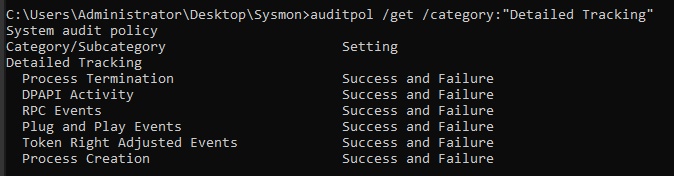 C:\Users\Administrator\Desktop\Sysmon>auditpol /get /category:"Detailed Tracking"
System audit policy
Category/Subcategory                      Setting
Detailed Tracking
  Process Termination                     Success and Failure
  DPAPI Activity                          Success and Failure
  RPC Events                              Success and Failure
  Plug and Play Events                    Success and Failure
  Token Right Adjusted Events             Success and Failure
  Process Creation                        Success and Failure